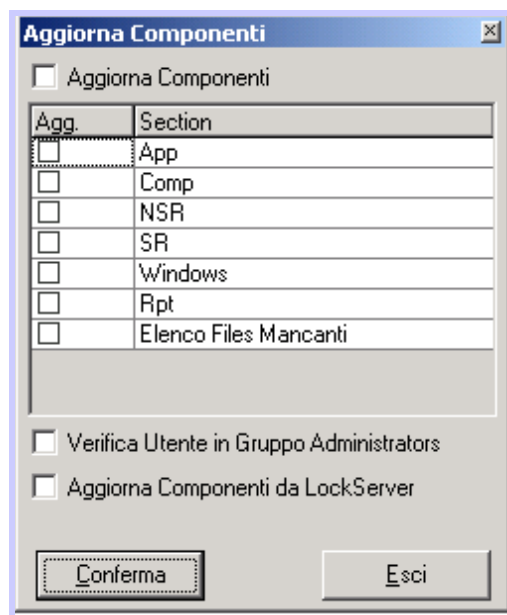 Aggiorna Componenti
Aggiorna Componenti
Agg. Section
App
Comp
NSR
SR
Windows
Rpt
Elenco Files Mancanti
Verifica Utente in Gruppo Administrators
Aggiorna Componenti da LockServer
Conferma Esci